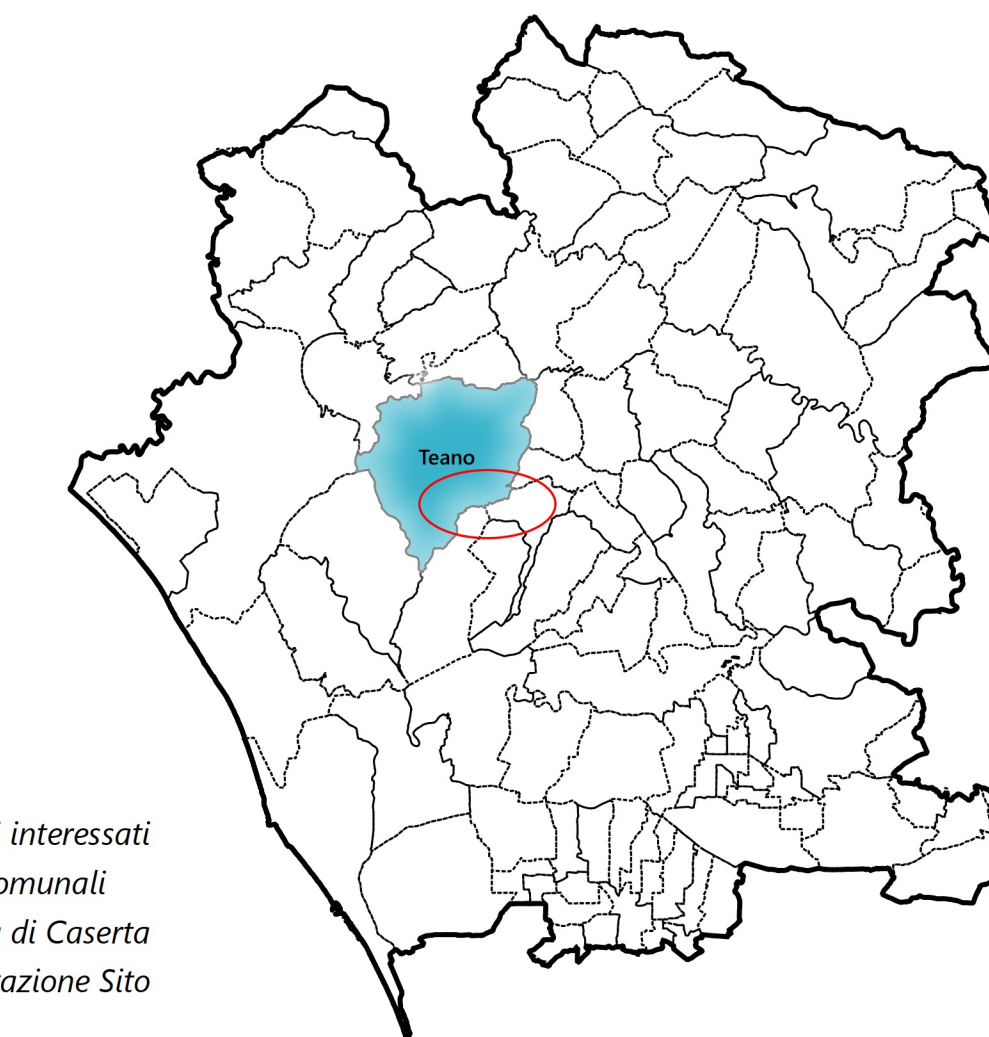 Teano
interessati
omunali
di Caserta
azione Sito